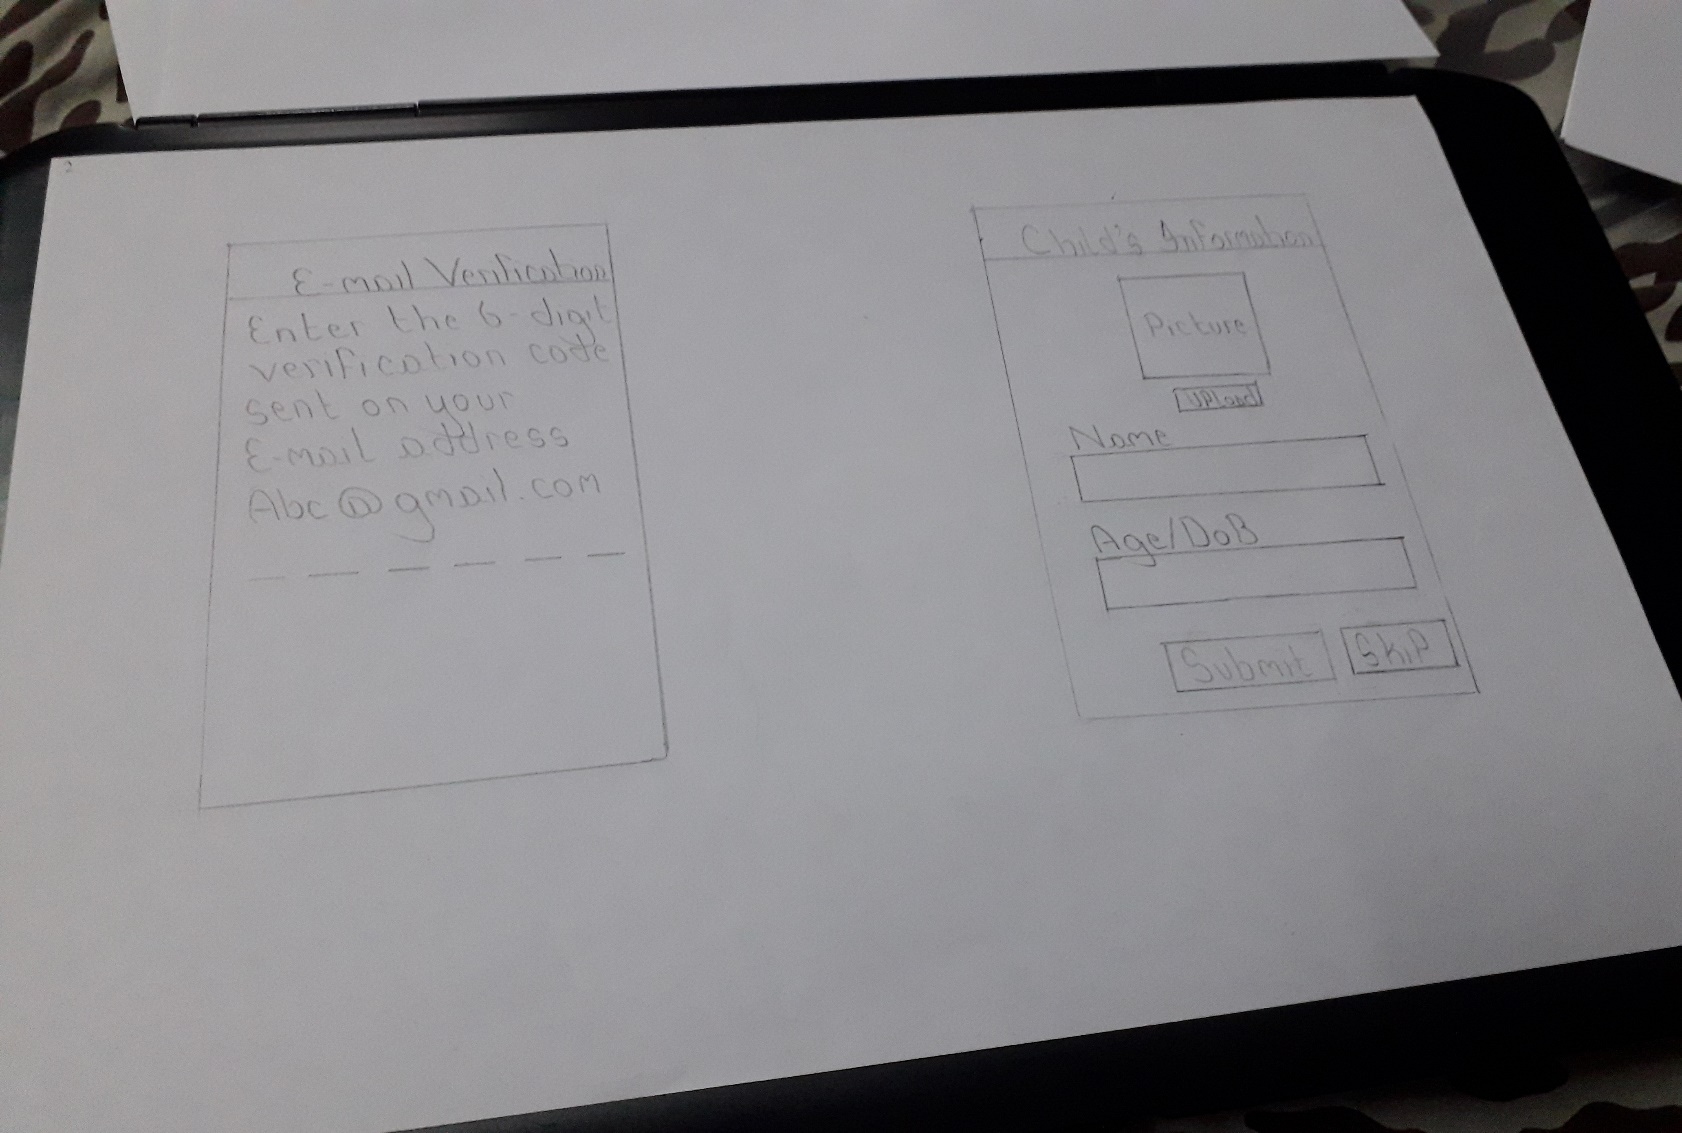 2
E-mail Verification
Enter the 6-digit
verification code
sent on your
E-mail address
Abc@gmail.com
Child's Information
Picture
Upload
Name
Age/DoB
Submit
Skip